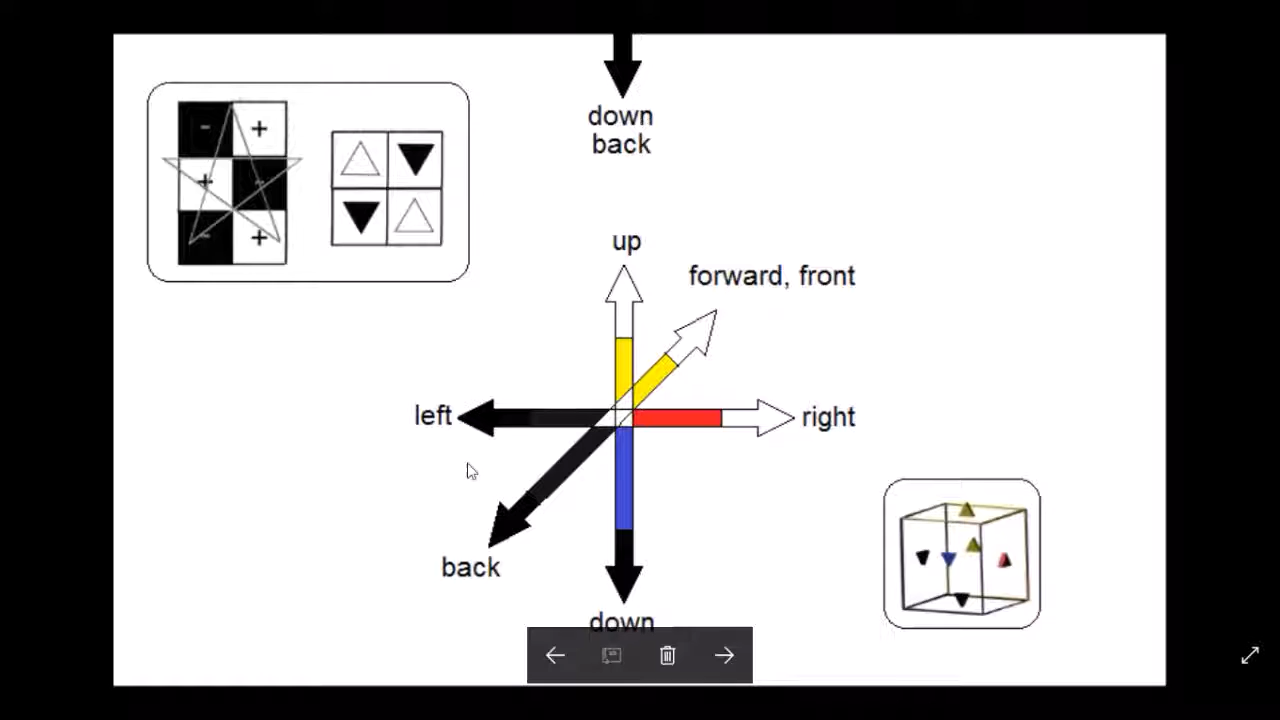 down
back
- +
+ -
- +
up
forward, front
left
right
back
down